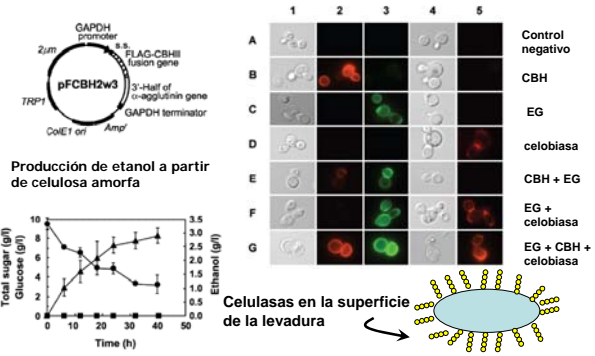 GAPDH
promoter
s.s.
2µm
FLAG-CBHII
fusion gene
pFCBH2w3
3'-Half of
α-agglutinin gene
TRP1
GAPDH terminator
ColE1 ori
Amp^r
Producción de etanol a partir
de celulosa amorfa
Total sugar (g/l)
Glucose (g/l)
10
8
6
4
2
0
3.5
3.0
2.5
2.0
1.5
1.0
0.5
0.0
Ethanol (g/l)
0 10 20 30 40 50
Time (h)
1 2 3 4 5
A Control
negativo
B CBH
C EG
D celobiasa
E CBH + EG
F EG +
celobiasa
G EG + CBH +
celobiasa
Celulasas en la superficie
de la levadura